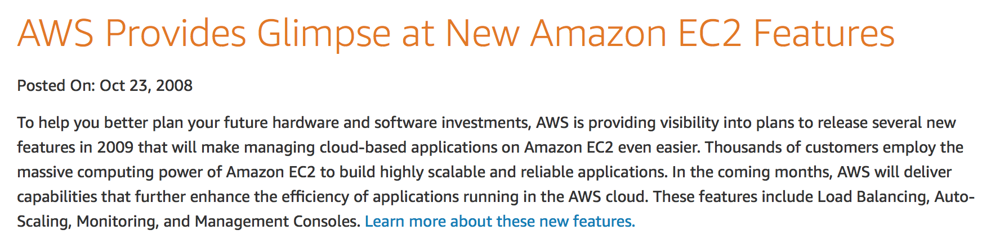 AWS Provides Glimpse at New Amazon EC2 Features
Posted On: Oct 23, 2008
To help you better plan your future hardware and software investments, AWS is providing visibility into plans to release several new
features in 2009 that will make managing cloud-based applications on Amazon EC2 even easier. Thousands of customers employ the
massive computing power of Amazon EC2 to build highly scalable and reliable applications. In the coming months, AWS will deliver
capabilities that further enhance the efficiency of applications running in the AWS cloud. These features include Load Balancing, Auto-
Scaling, Monitoring, and Management Consoles. Learn more about these new features.